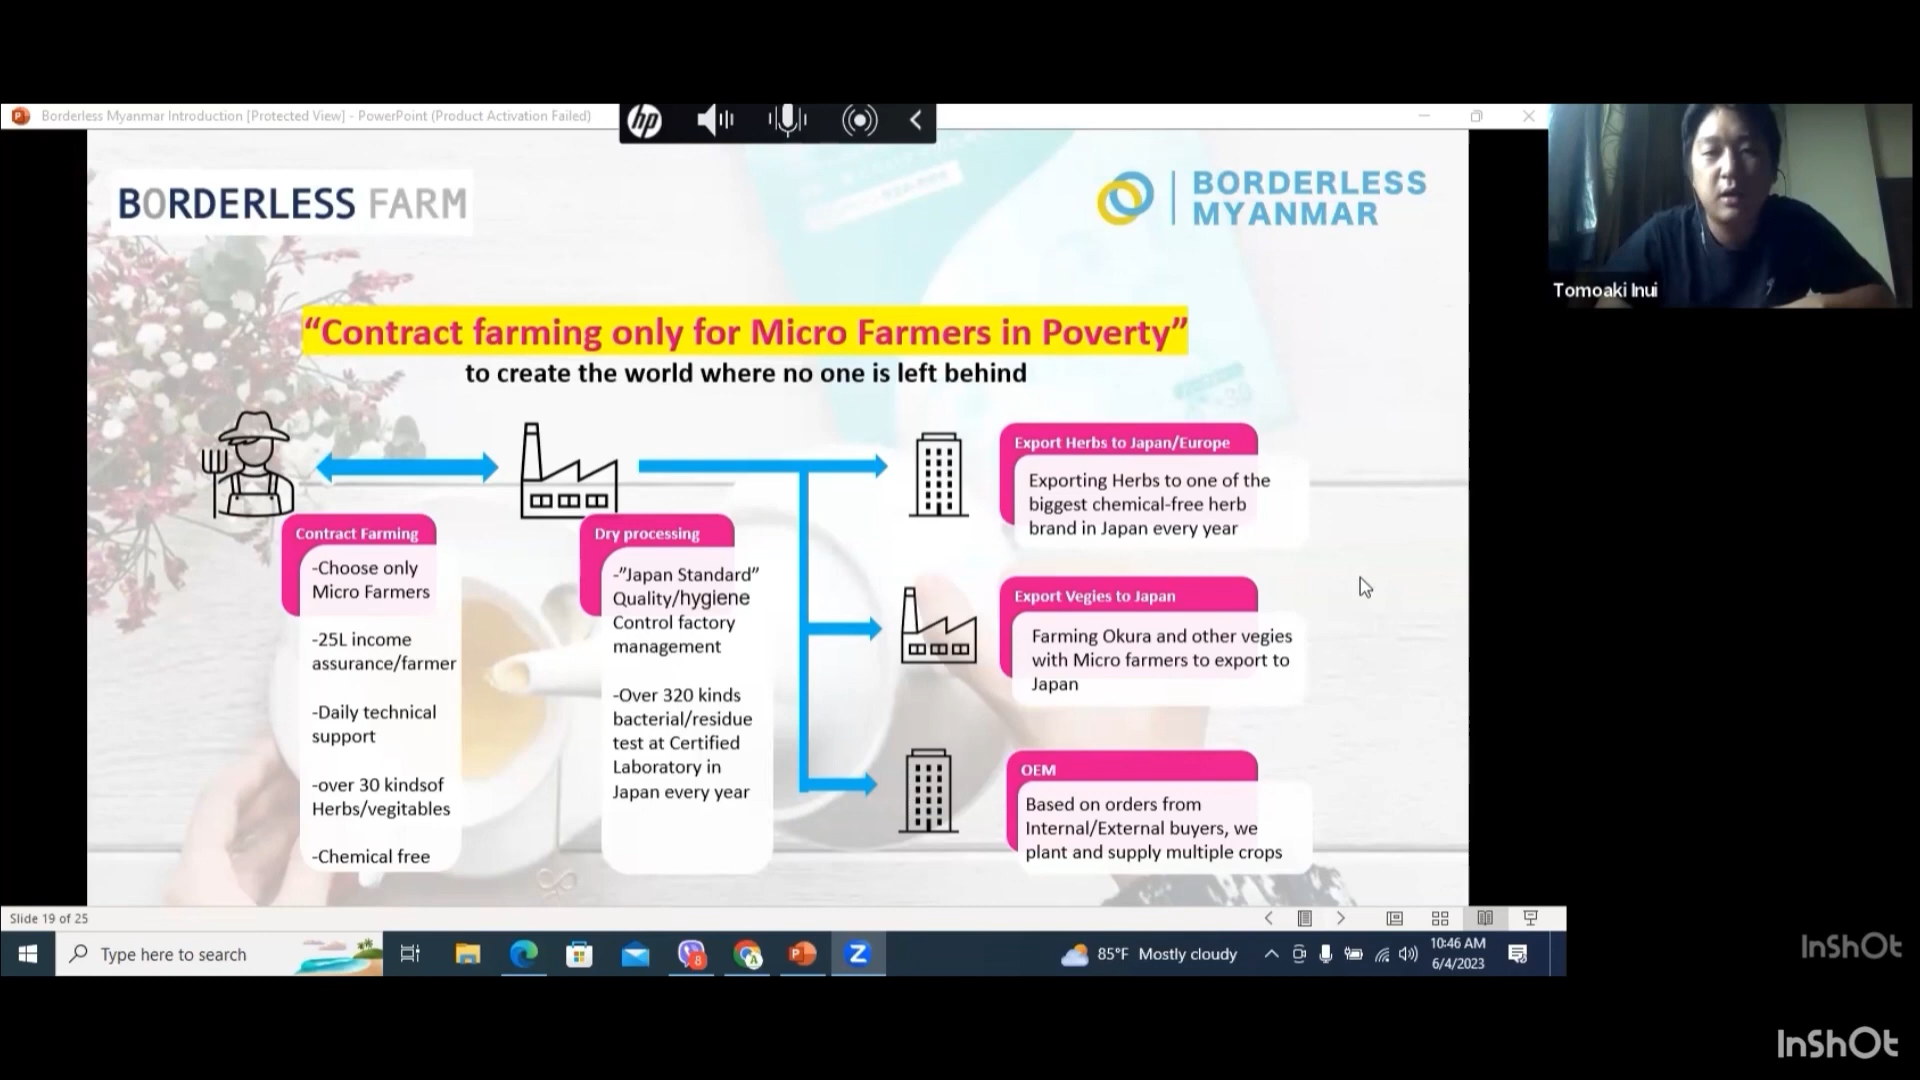 Borderless Myanmar Introduction [Protected View] - PowerPoint (Product Activation Failed)
hp
BORDERLESS FARM
BORDERLESS
MYANMAR
Tomoaki Inui
“Contract farming only for Micro Farmers in Poverty”
to create the world where no one is left behind
Contract Farming
-Choose only
Micro Farmers
-25L income
assurance/farmer
-Daily technical
support
-over 30 kindsof
Herbs/vegitables
-Chemical free
Dry processing
-”Japan Standard”
Quality/hygiene
Control factory
management
-Over 320 kinds
bacterial/residue
test at Certified
Laboratory in
Japan every year
Export Herbs to Japan/Europe
Exporting Herbs to one of the
biggest chemical-free herb
brand in Japan every year
Export Vegies to Japan
Farming Okura and other vegies
with Micro farmers to export to
Japan
OEM
Based on orders from
Internal/External buyers, we
plant and supply multiple crops
Slide 19 of 25
Type here to search
8
85°F Mostly cloudy
10:46 AM
6/4/2023
InShOt
InShOt